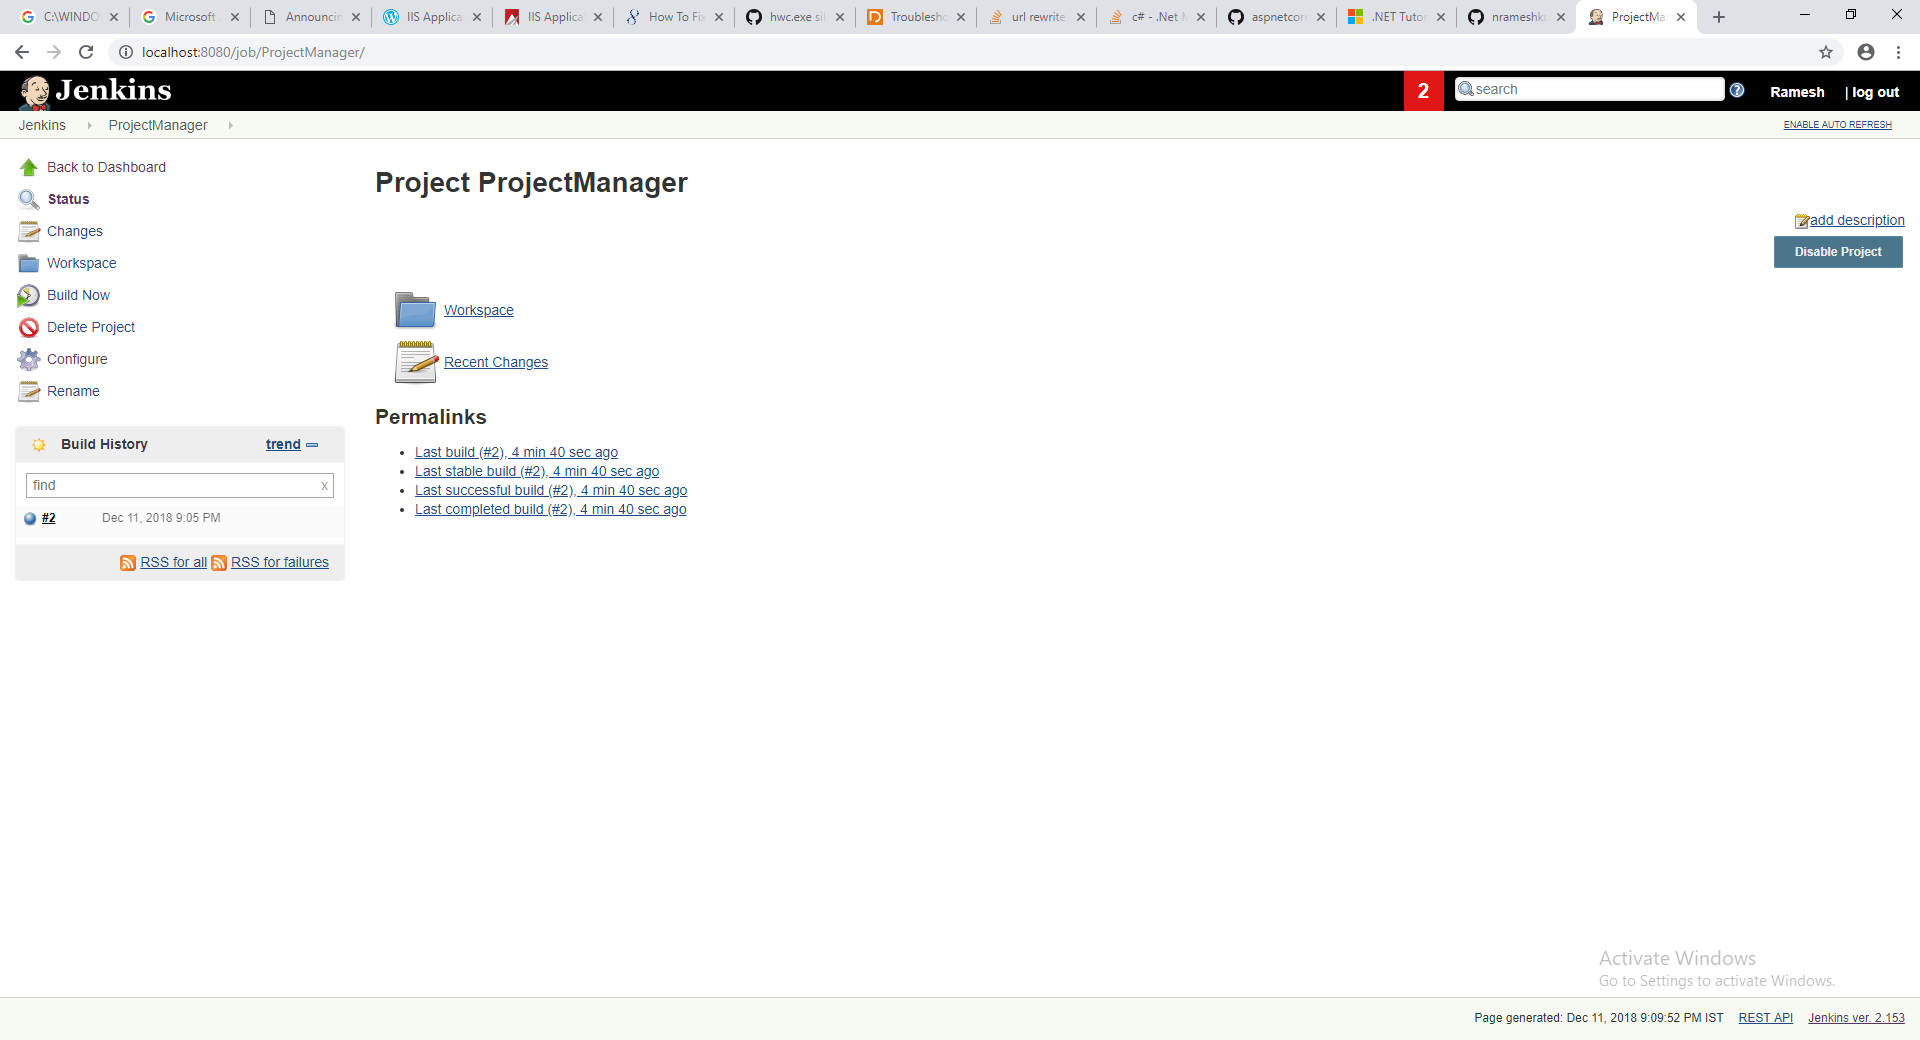 C:\WINDO
Microsoft
Announcin
IIS Applica
IIS Applica
How To Fix
hwc.exe sil
Troublesho
url rewrite
c# - .Net M
aspnetcor
.NET Tutor
nrameshku
ProjectMa
localhost:8080/job/ProjectManager/
Jenkins
2
search
Ramesh
| log out
Jenkins
ProjectManager
ENABLE AUTO REFRESH
Back to Dashboard
Status
Changes
Workspace
Build Now
Delete Project
Configure
Rename
Build History
trend
find
x
#2
Dec 11, 2018 9:05 PM
RSS for all
RSS for failures
Project ProjectManager
add description
Disable Project
Workspace
Recent Changes
Permalinks
Last build (#2), 4 min 40 sec ago
Last stable build (#2), 4 min 40 sec ago
Last successful build (#2), 4 min 40 sec ago
Last completed build (#2), 4 min 40 sec ago
Activate Windows
Go to Settings to activate Windows.
Page generated: Dec 11, 2018 9:09:52 PM IST
REST API
Jenkins ver. 2.153